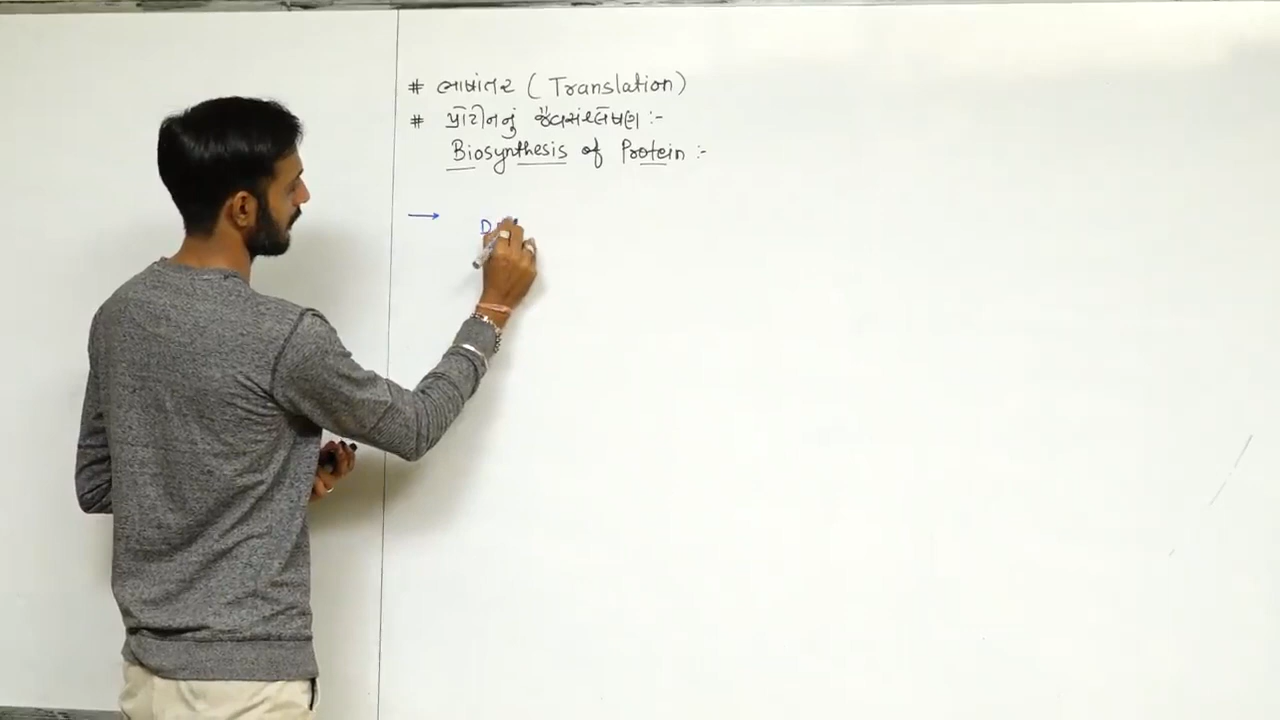 # ભાષાંતર ( Translation )
# પ્રોટીનનું જૈવસંશ્લેષણ :-
Biosynthesis of Protein :-
→